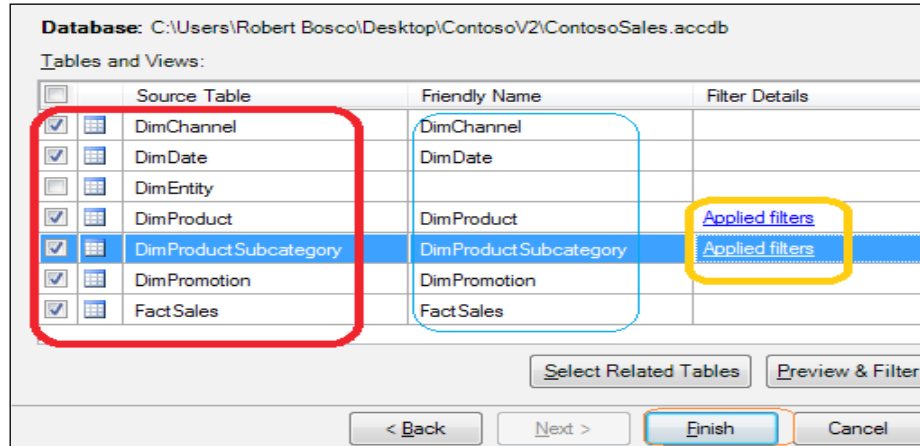 Database: C:\Users\Robert Bosco\Desktop\ContosoV2\ContosoSales.accdb
Tables and Views:
Source Table Friendly Name Filter Details
DimChannel DimChannel
DimDate DimDate
DimEntity
DimProduct DimProduct Applied filters
DimProductSubcategory DimProductSubcategory Applied filters
DimPromotion DimPromotion
FactSales FactSales
Select Related Tables Preview & Filter
< Back Next > Finish Cancel